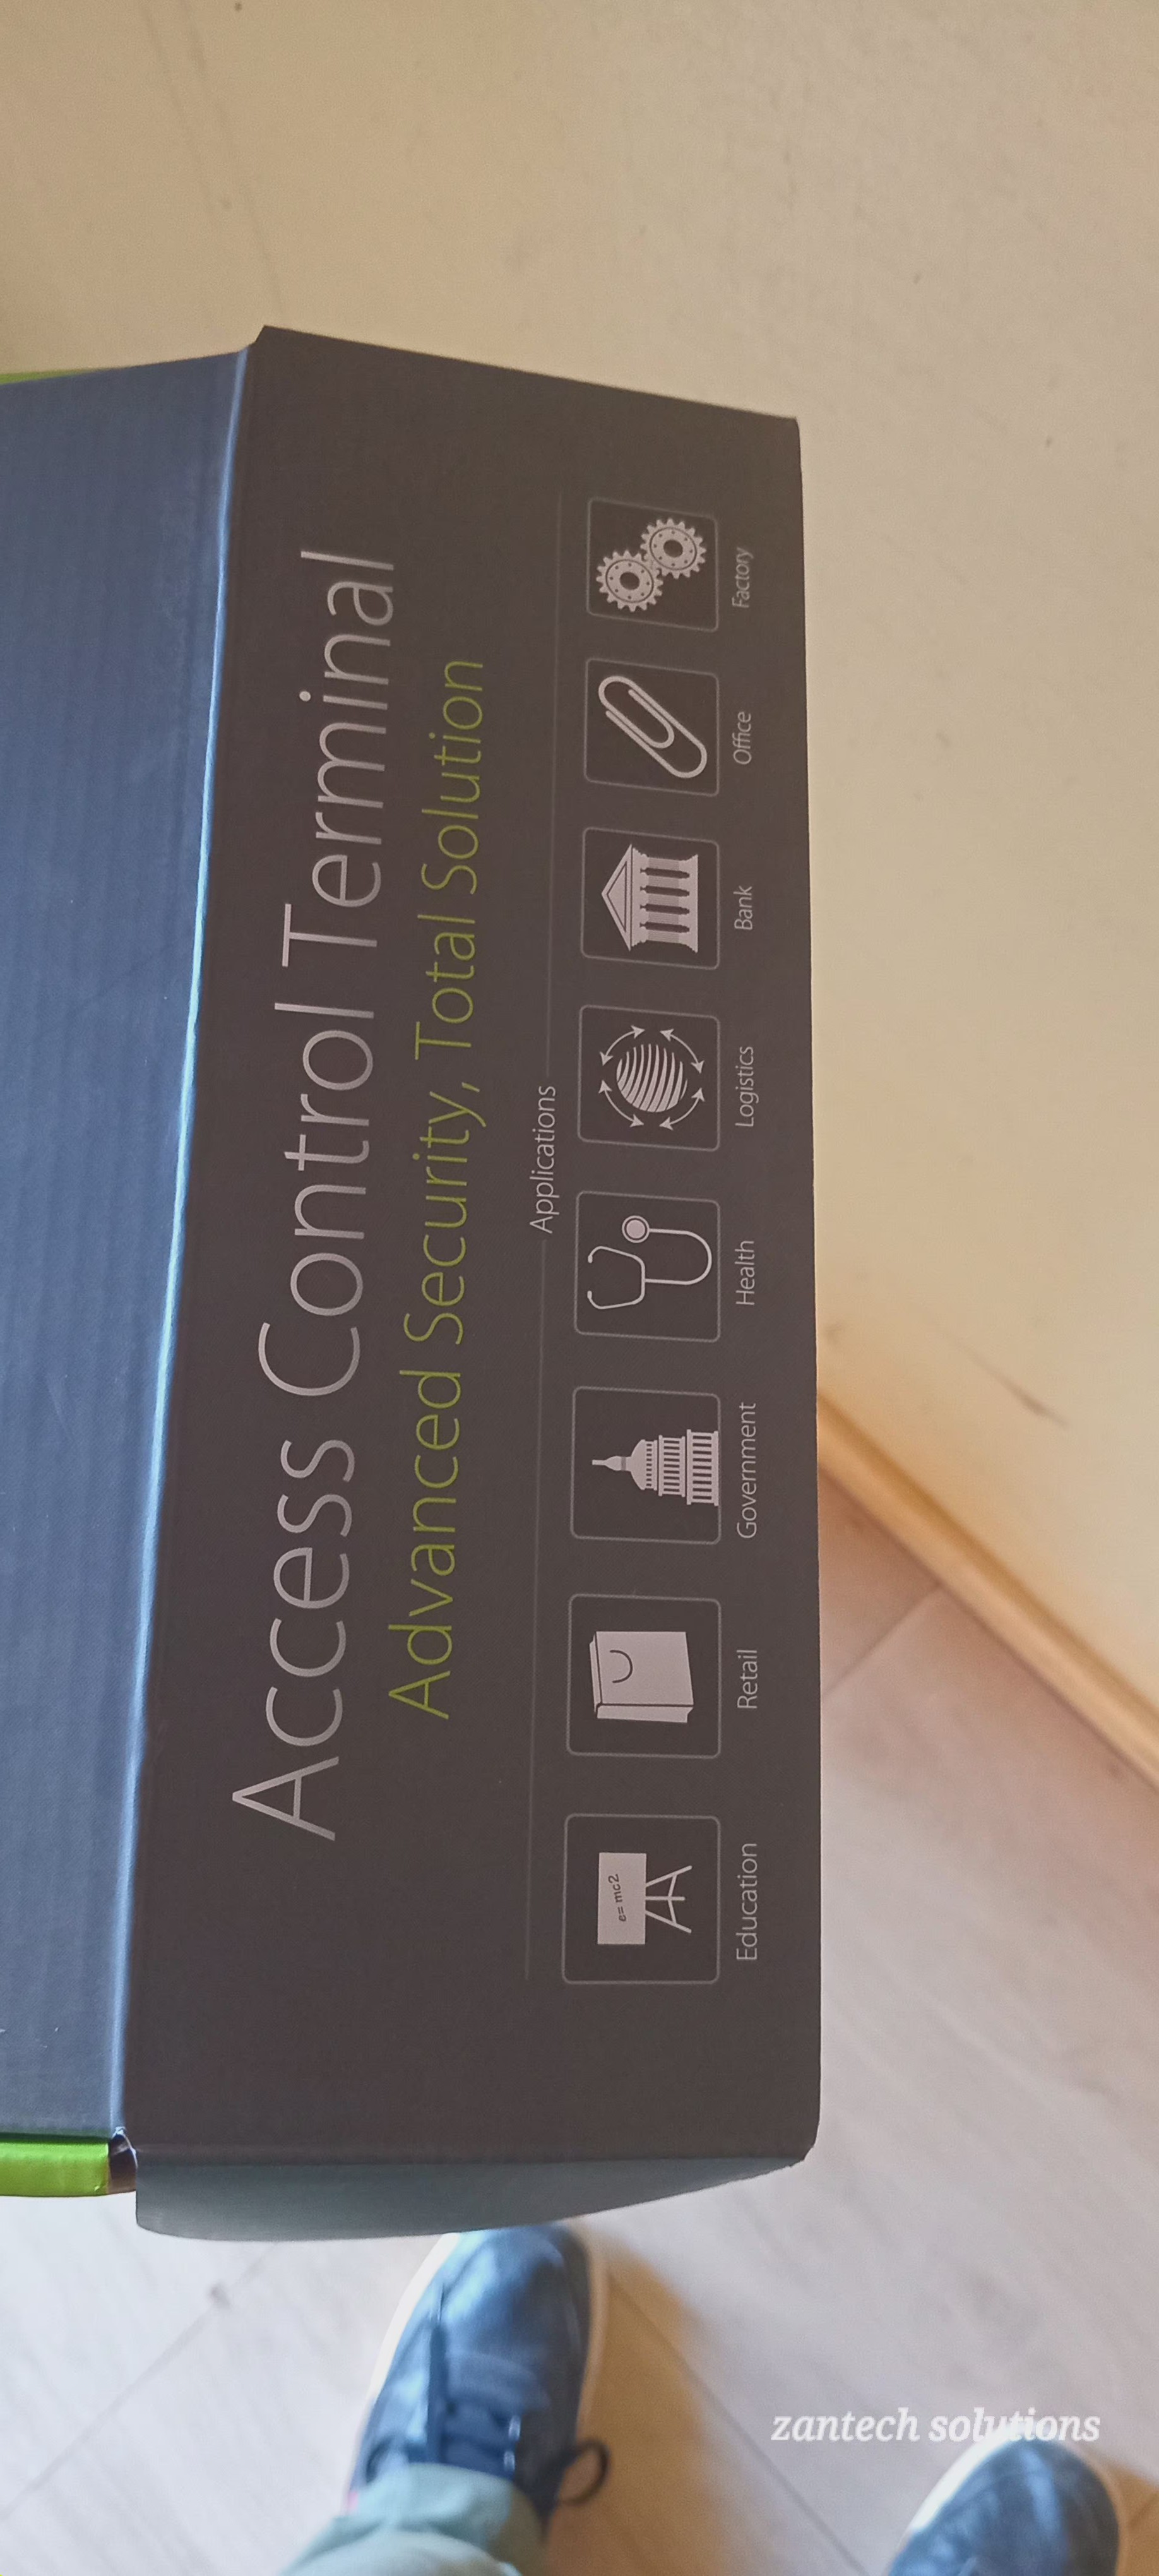 Access Control Terminal
Advanced Security, Total Solution
Applications
e=mc2
Education
Retail
Government
Health
Logistics
Bank
Office
Factory
zantech solutions